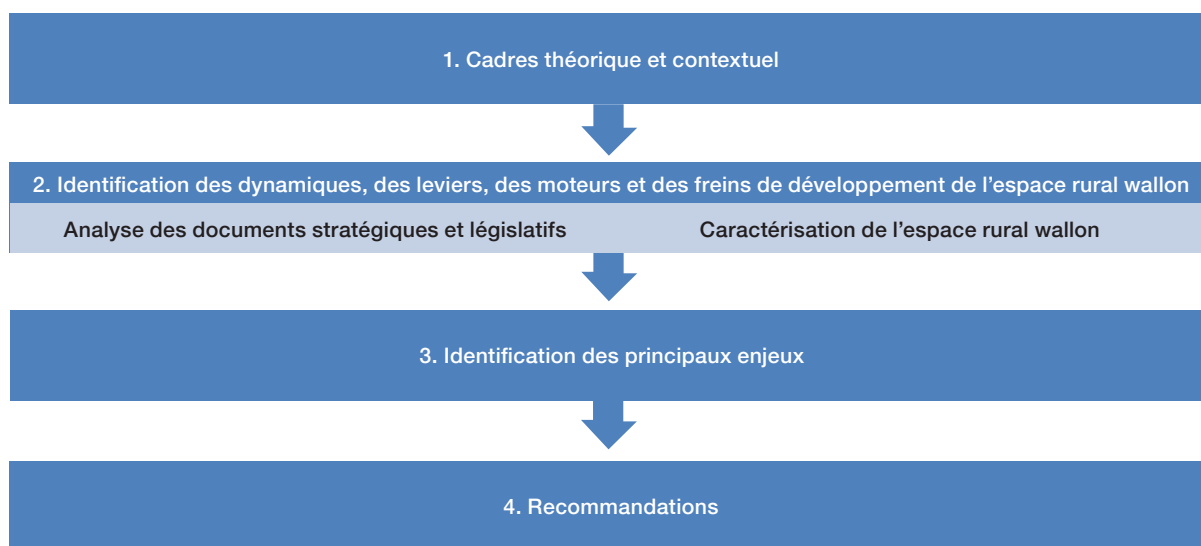 1. Cadres théorique et contextuel
2. Identification des dynamiques, des leviers, des moteurs et des freins de développement de l’espace rural wallon
Analyse des documents stratégiques et législatifs
Caractérisation de l’espace rural wallon
3. Identification des principaux enjeux
4. Recommandations